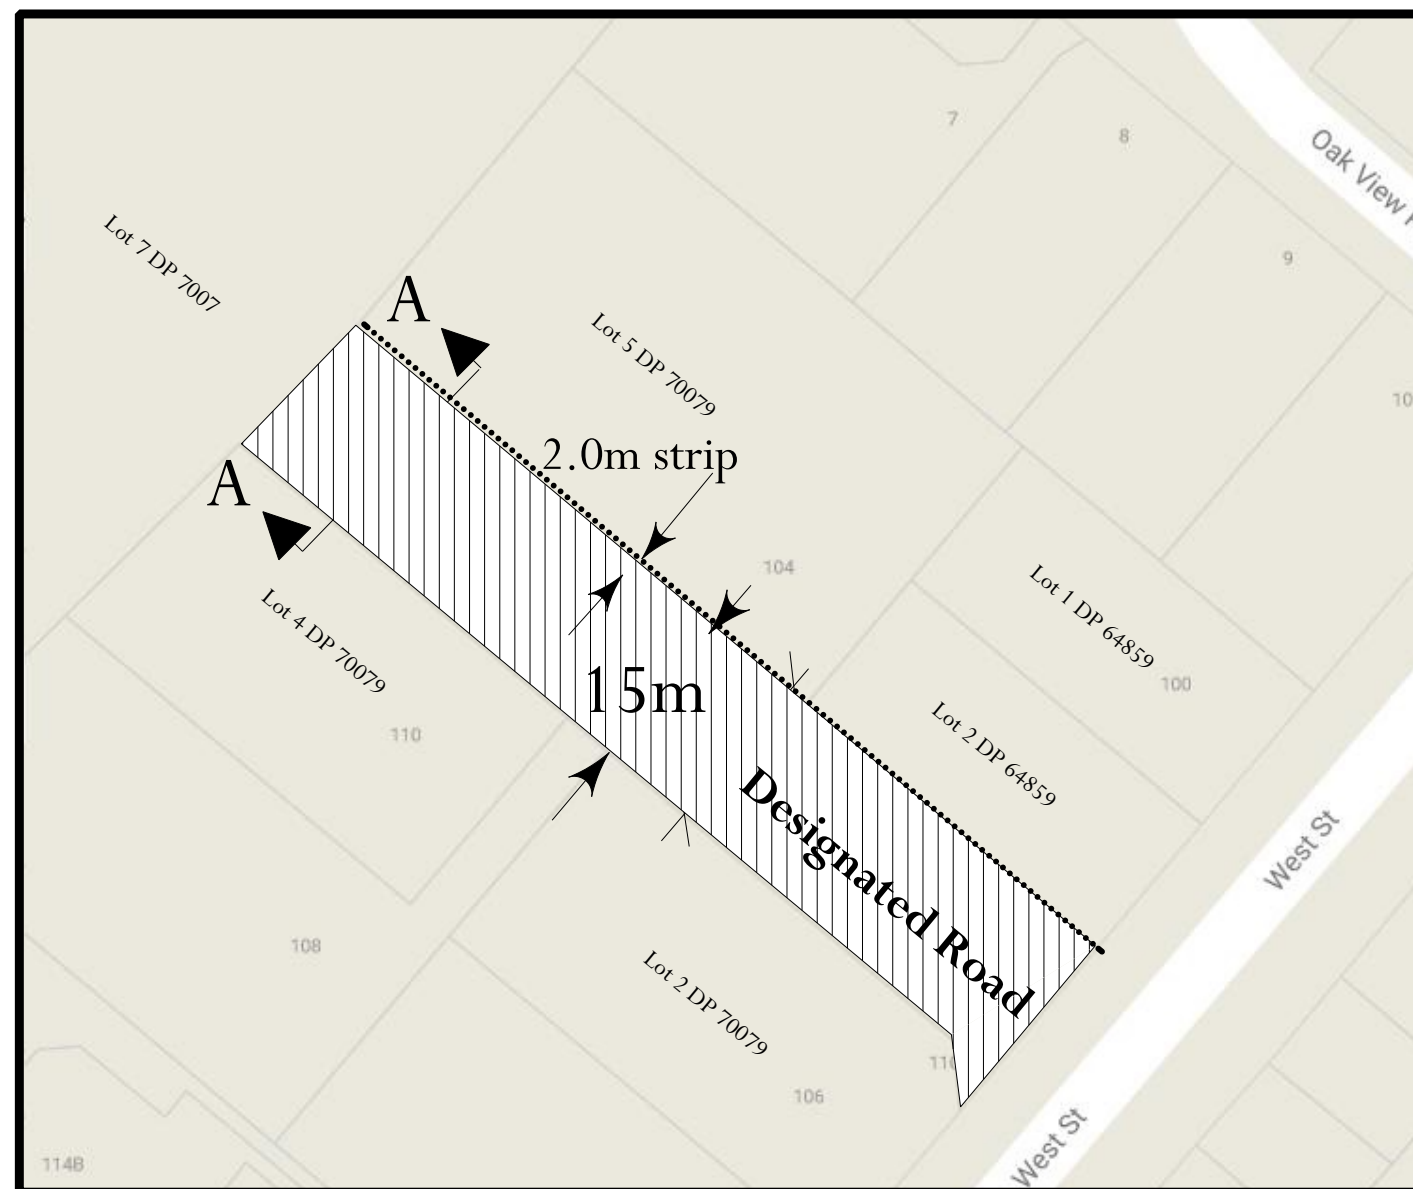 7
8
Oak View
9
10
Lot 7 DP 7007
A
Lot 5 DP 70079
2.0m strip
A
104
Lot 1 DP 64859
100
Lot 4 DP 70079
110
15m
Lot 2 DP 64859
Designated Road
West St
108
Lot 2 DP 70079
110
106
West St
114B